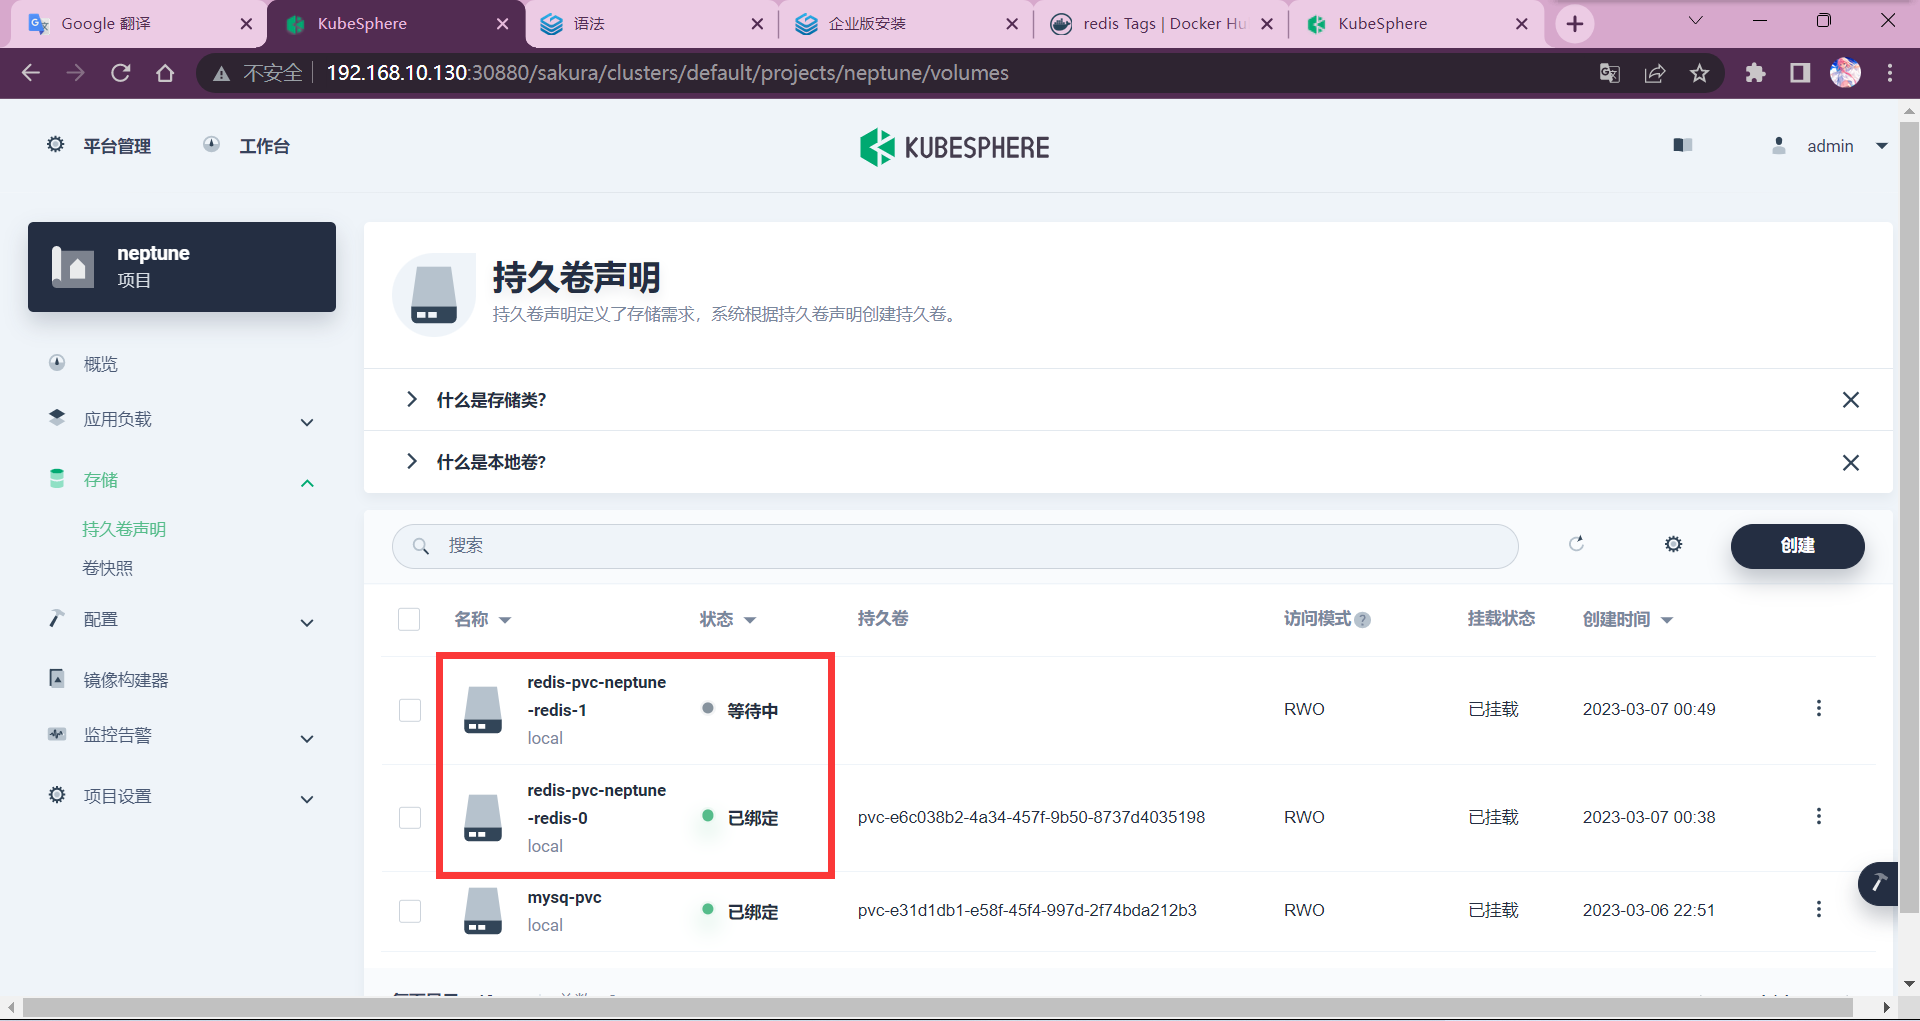 Google 翻译
KubeSphere
语法
企业版安装
redis Tags | Docker Hu
KubeSphere
不安全
192.168.10.130:30880/sakura/clusters/default/projects/neptune/volumes
平台管理
工作台
KUBESPHERE
admin
neptune
项目
概览
应用负载
存储
持久卷声明
卷快照
配置
镜像构建器
监控告警
项目设置
持久卷声明
持久卷声明定义了存储需求，系统根据持久卷声明创建持久卷。
什么是存储类?
什么是本地卷?
搜索
创建
名称
状态
持久卷
访问模式
挂载状态
创建时间
redis-pvc-neptune
-redis-1
local
等待中
RWO
已挂载
2023-03-07 00:49
redis-pvc-neptune
-redis-0
local
已绑定
pvc-e6c038b2-4a34-457f-9b50-8737d4035198
RWO
已挂载
2023-03-07 00:38
mysq-pvc
local
已绑定
pvc-e31d1db1-e58f-45f4-997d-2f74bda212b3
RWO
已挂载
2023-03-06 22:51